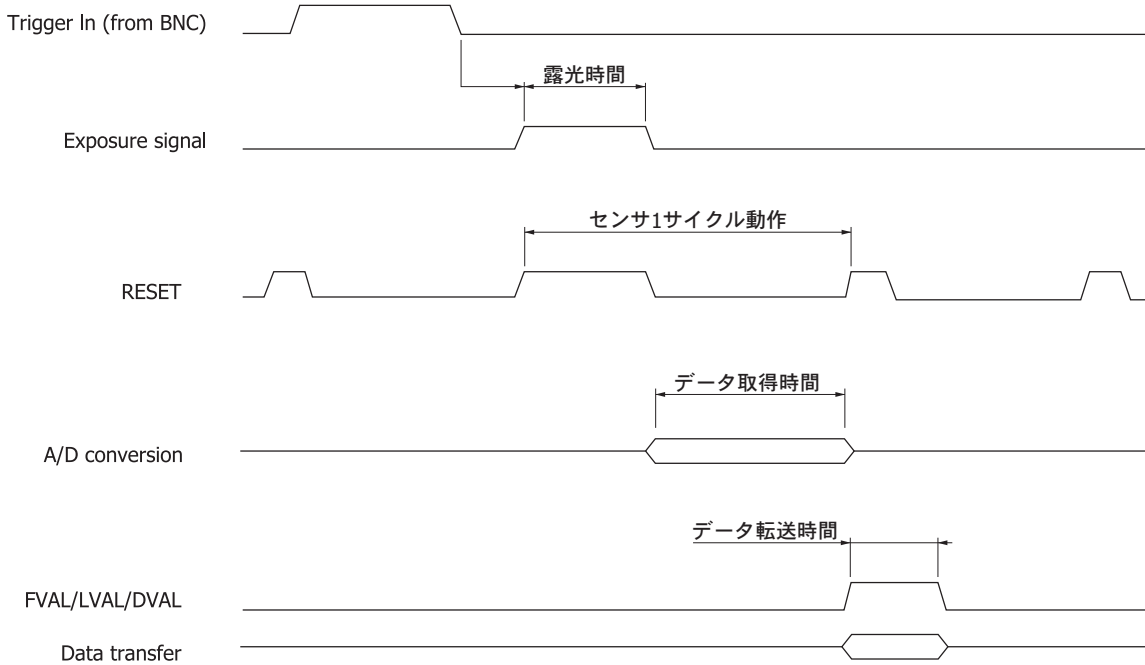 Trigger In (from BNC)
露光時間
Exposure signal
センサ1サイクル動作
RESET
データ取得時間
A/D conversion
データ転送時間
FVAL/LVAL/DVAL
Data transfer